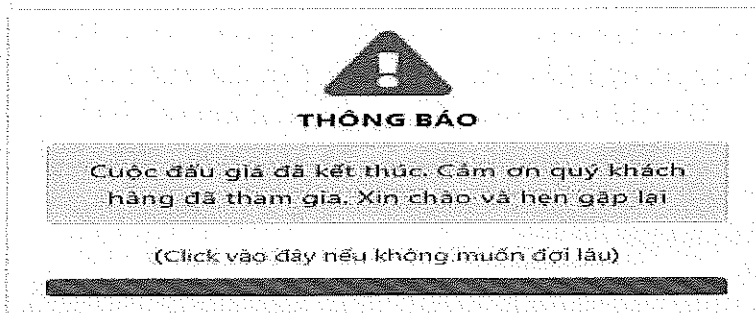 THÔNG BÁO
Cuộc đấu giá đã kết thúc. Cảm ơn quý khách
hàng đã tham gia. Xin chào và hẹn gặp lại
(Click vào đây nếu không muốn đợi lâu)